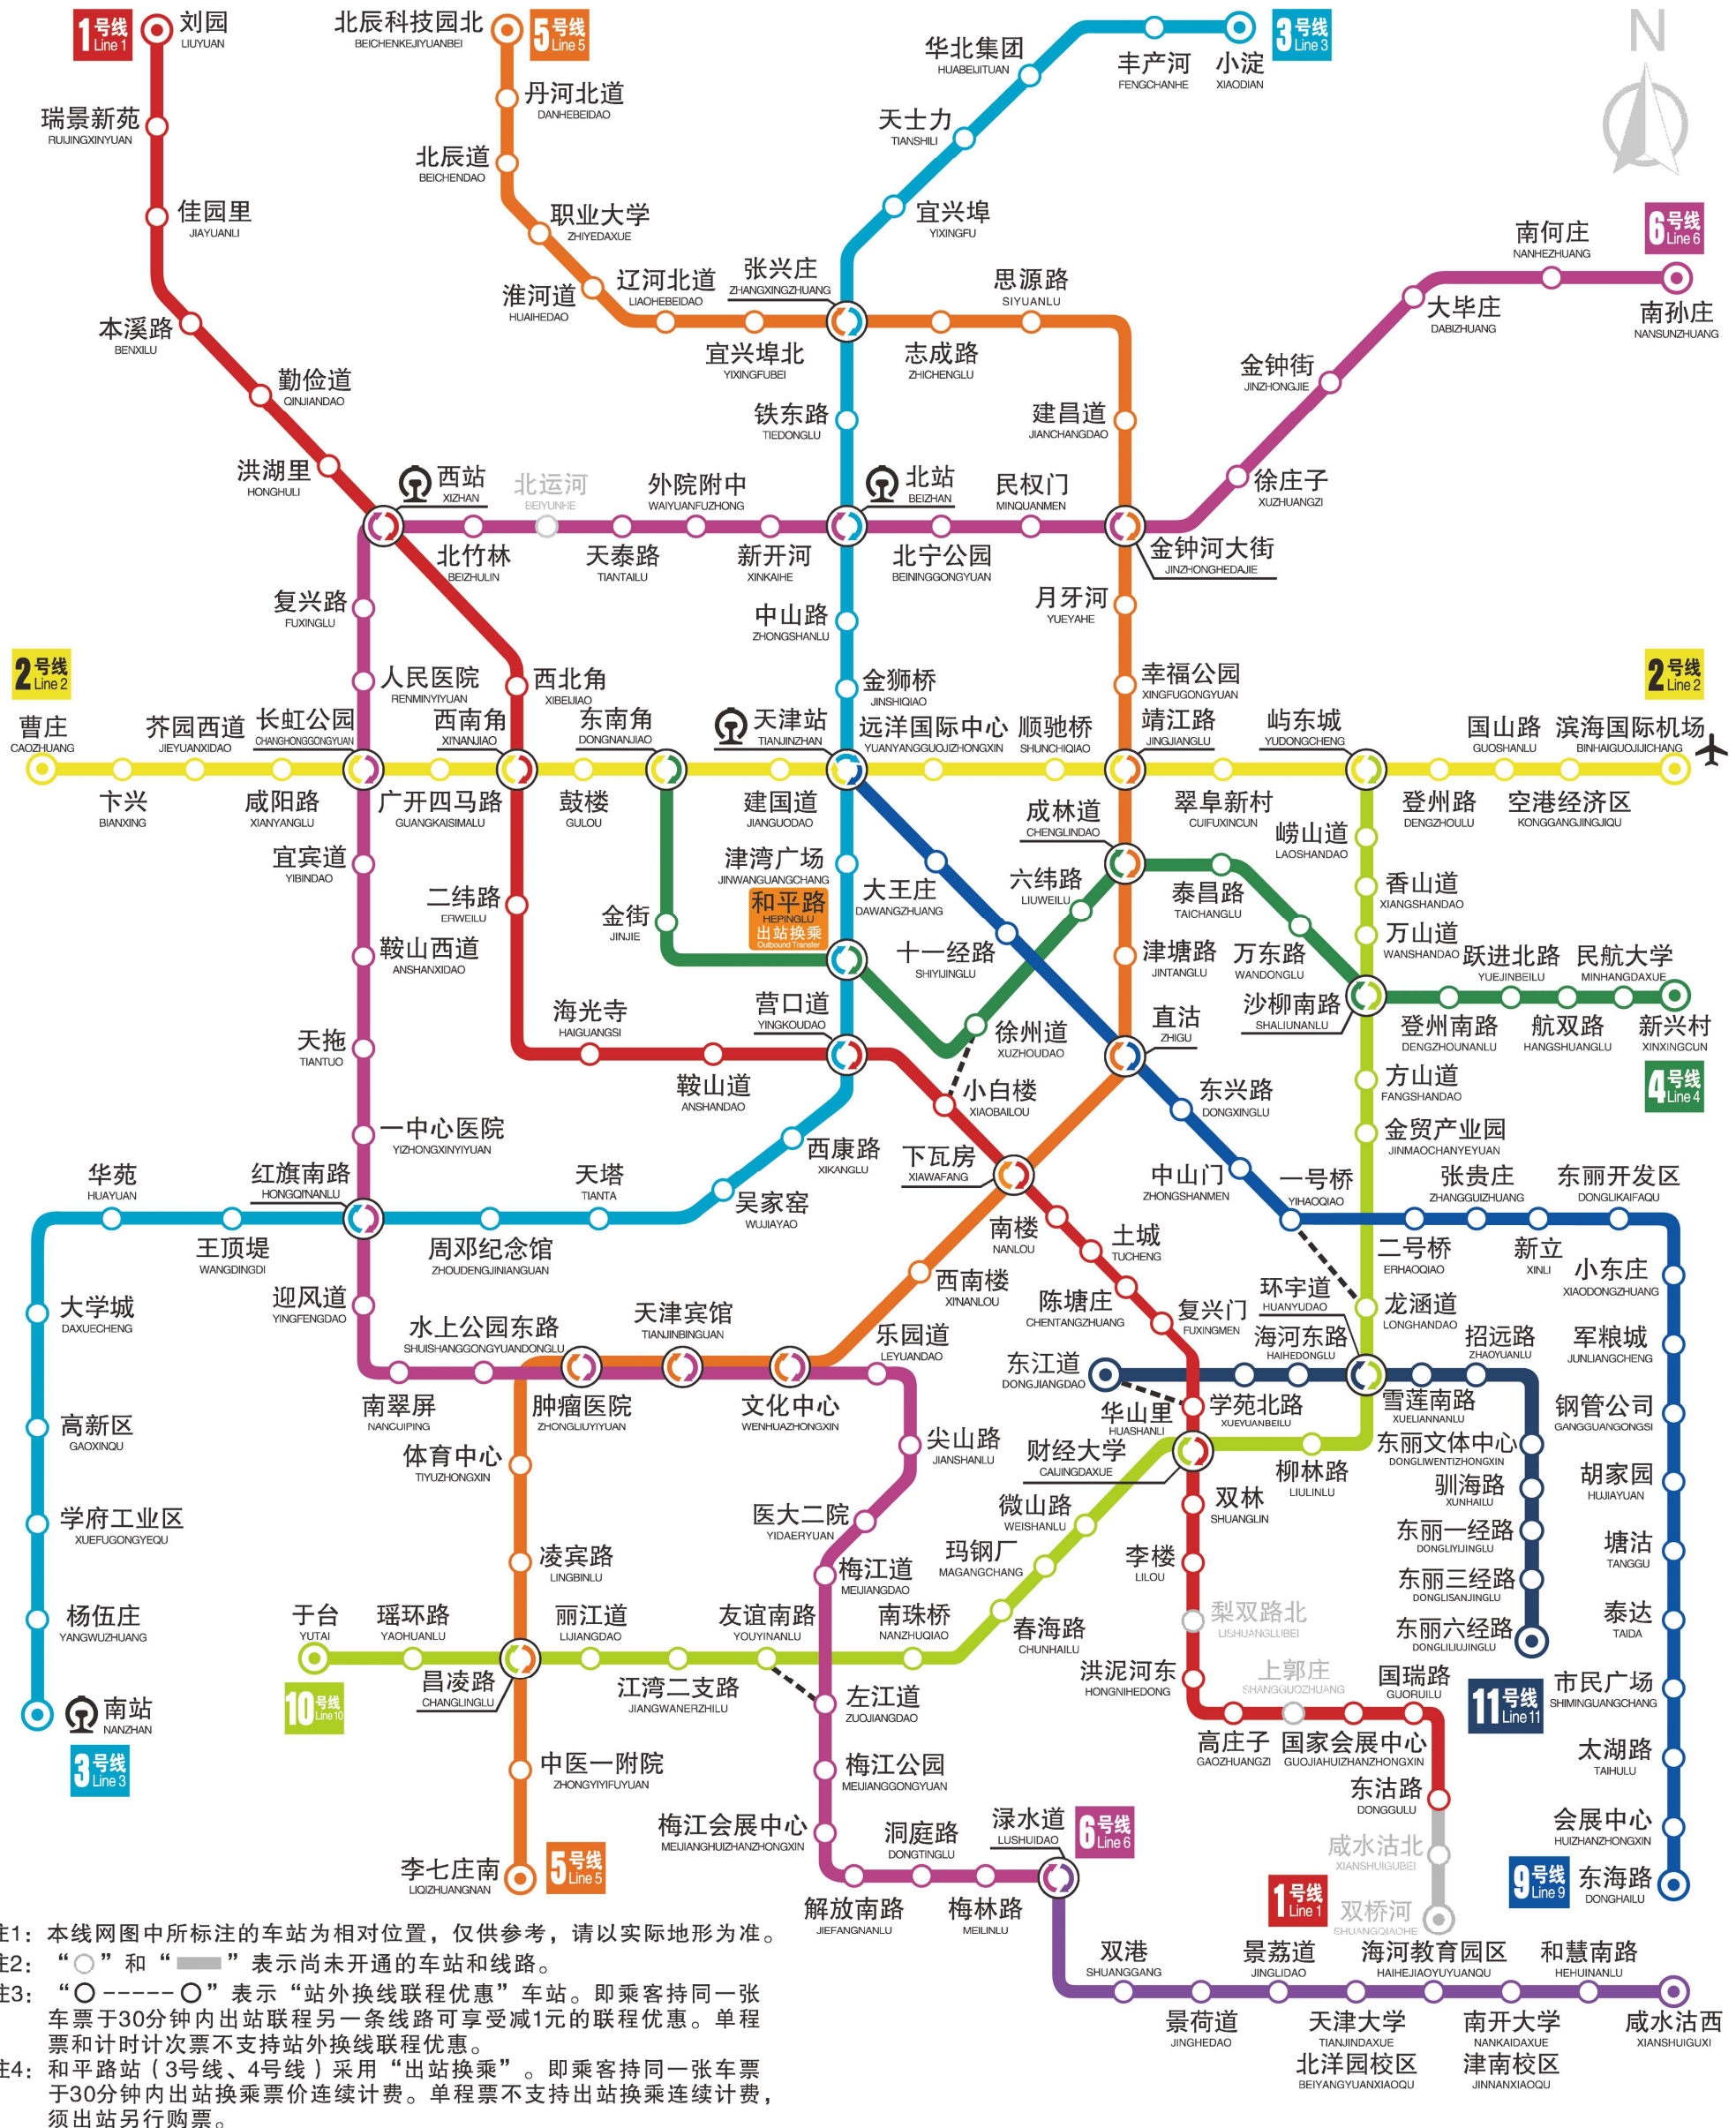 1号线
Line 1
刘园
LIUYUAN
北辰科技园北
BEICHENKEJIYUANBEI
5号线
Line 5
3号线
Line 3
华北集团
HUABEIJITUAN
丰产河
FENGCHANHE
小淀
XIAODIAN
N
丹河北道
DANHEBEIDAO
瑞景新苑
RUIJINGXINYUAN
天士力
TIANSHILI
北辰道
BEICHENDAO
佳园里
JIAYUANLI
职业大学
ZHIYEDAXUE
宜兴埠
YIXINGFU
南何庄
NANHEZHUANG
6号线
Line 6
淮河道
HUAIHEDAO
辽河北道
LIAOHEBEIDAO
张兴庄
ZHANGXINGZHUANG
思源路
SIYUANLU
大毕庄
DABIZHUANG
南孙庄
NANSUNZHUANG
本溪路
BENXILU
宜兴埠北
YIXINGFUBEI
志成路
ZHICHENGLU
金钟街
JINZHONGJIE
勤俭道
QINJIANDAO
铁东路
TIEDONGLU
建昌道
JIANCHANGDAO
洪湖里
HONGHULI
西站
XIZHAN
北运河
BEIYUNHE
外院附中
WAIYUANFUZHONG
北站
BEIZHAN
民权门
MINQUANMEN
徐庄子
XUZHUANGZI
北竹林
BEIZHULIN
天泰路
TIANTAILU
新开河
XINKAIHE
北宁公园
BEININGGONGYUAN
金钟河大街
JINZHONGHEDAJIE
复兴路
FUXINGLU
中山路
ZHONGSHANLU
月牙河
YUEYAHE
2号线
Line 2
人民医院
RENMINYIYUAN
西北角
XIBEIJIAO
金狮桥
JINSHIQIAO
幸福公园
XINGFUGONGYUAN
2号线
Line 2
曹庄
CAOZHUANG
芥园西道
JIEYUANXIDAO
长虹公园
CHANGHONGGONGYUAN
西南角
XI'NANJIAO
东南角
DONGNANJIAO
天津站
TIANJINZHAN
远洋国际中心
YUANYANGGUOJIZHONGXIN
顺驰桥
SHUNCHIQIAO
靖江路
JINGJIANGLU
屿东城
YUDONGCHENG
国山路
GUOSHANLU
滨海国际机场
BINHAIGUOJIJICHANG
卞兴
BIANXING
咸阳路
XIANYANGLU
广开四马路
GUANGKAISIMALU
鼓楼
GULOU
建国道
JIANGUODAO
成林道
CHENGLINDAO
翠阜新村
CUIFUXINCUN
登州路
DENGZHOULU
空港经济区
KONGGANGJINGJIQU
崂山道
LAOSHANDAO
宜宾道
YIBINDAO
津湾广场
JINWANGUANGCHANG
大王庄
DAWANGZHUANG
六纬路
LIUWEILU
泰昌路
TAICHANGLU
香山道
XIANGSHANDAO
二纬路
ERWEILU
金街
JINJIE
和平路
HEPINGLU
出站换乘
Outbound Transfer
万山道
WANSHANDAO
鞍山西道
ANSHANXIDAO
十一经路
SHIYIJINGLU
津塘路
JINTANGLU
万东路
WANDONGLU
跃进北路
YUEJINBEILU
民航大学
MINHANGDAXUE
海光寺
HAIGUANGSI
营口道
YINGKOUDAO
徐州道
XUZHOUDAO
直沽
ZHIGU
沙柳南路
SHALIUNANLU
登州南路
DENGZHOUNANLU
航双路
HANGSHUANGLU
新兴村
XINXINGCUN
天拖
TIANTUO
鞍山道
ANSHANDAO
小白楼
XIAOBAILOU
东兴路
DONGXINGLU
方山道
FANGSHANDAO
4号线
Line 4
一中心医院
YIZHONGXINYIYUAN
西康路
XIKANGLU
下瓦房
XIAWAFANG
金贸产业园
JINMAOCHANYEYUAN
华苑
HUAYUAN
红旗南路
HONGQI'NANLU
天塔
TIANTA
吴家窑
WUJIAYAO
中山门
ZHONGSHANMEN
一号桥
YIHAOQIAO
张贵庄
ZHANGGUIZHUANG
东丽开发区
DONGLIKAIFAQU
王顶堤
WANGDINGDI
周邓纪念馆
ZHOUDENGJINIANGUAN
南楼
NANLOU
土城
TUCHENG
二号桥
ERHAOQIAO
新立
XINLI
小东庄
XIAODONGZHUANG
大学城
DAXUECHENG
迎风道
YINGFENGDAO
西南楼
XI'NANLOU
陈塘庄
CHENTANGZHUANG
复兴门
FUXINGMEN
环宇道
HUANYUDAO
龙涵道
LONGHANDAO
水上公园东路
SHUISHANGGONGYUANDONGLU
天津宾馆
TIANJINBINGUAN
乐园道
LEYUANDAO
东江道
DONGJIANGDAO
海河东路
HAIHEDONGLU
招远路
ZHAOYUANLU
军粮城
JUNLIANGCHENG
南翠屏
NANCUIPING
肿瘤医院
ZHONGLIUYIYUAN
文化中心
WENHUAZHONGXIN
华山里
HUASHANLI
学苑北路
XUEYUANBEILU
雪莲南路
XUELIANNANLU
钢管公司
GANGGUANGONGSI
高新区
GAOXINQU
体育中心
TIYUZHONGXIN
尖山路
JIANSHANLU
财经大学
CAIJINGDAXUE
柳林路
LIULINLU
东丽文体中心
DONGLIWENTIZHONGXIN
胡家园
HUJIAYUAN
学府工业区
XUEFUGONGYEQU
医大二院
YIDAERYUAN
微山路
WEISHANLU
双林
SHUANGLIN
驯海路
XUNHAILU
凌宾路
LINGBINLU
梅江道
MEIJIANGDAO
玛钢厂
MAGANGCHANG
李楼
LILOU
东丽一经路
DONGLIYIJINGLU
塘沽
TANGGU
东丽三经路
DONGLISANJINGLU
杨伍庄
YANGWUZHUANG
于台
YUTAI
瑶环路
YAOHUANLU
丽江道
LIJIANGDAO
友谊南路
YOUYINANLU
南珠桥
NANZHUQIAO
春海路
CHUNHAILU
梨双路北
LISHUANGLUBEI
东丽六经路
DONGLILIUJINGLU
泰达
TAIDA
昌凌路
CHANGLINGLU
江湾二支路
JIANGWANERZHILU
左江道
ZUOJIANGDAO
洪泥河东
HONGNIHEDONG
上郭庄
SHANGGUOZHUANG
国瑞路
GUORUILU
市民广场
SHIMINGUANGCHANG
10号线
Line 10
11号线
Line 11
南站
NANZHAN
3号线
Line 3
中医一附院
ZHONGYIYIFUYUAN
梅江公园
MEIJIANGGONGYUAN
高庄子
GAOZHUANGZI
国家会展中心
GUOJIAHUIZHANZHONGXIN
东沽路
DONGGULU
太湖路
TAIHULU
梅江会展中心
MEIJIANGHUIZHANZHONGXIN
洞庭路
DONGTINGLU
渌水道
LUSHUIDAO
6号线
Line 6
咸水沽北
XIANSHUIGUBEI
会展中心
HUIZHANZHONGXIN
李七庄南
LIQIZHUANGNAN
5号线
Line 5
解放南路
JIEFANGNANLU
梅林路
MEILINLU
1号线
Line 1
双桥河
SHUANGQIAOHE
9号线
Line 9
东海路
DONGHAILU
双港
SHUANGGANG
景荔道
JINGLIDAO
海河教育园区
HAIHEJIAOYUYUANQU
和慧南路
HEHUINANLU
景荷道
JINGHEDAO
天津大学
TIANJINDAXUE
北洋园校区
BEIYANGYUANXIAOQU
南开大学
NANKAIDAXUE
津南校区
JINNANXIAOQU
咸水沽西
XIANSHUIGUXI
注1：本线网图中所标注的车站为相对位置，仅供参考，请以实际地形为准。
注2：“ ”和“ ”表示尚未开通的车站和线路。
注3：“ ----- ”表示“站外换线联程优惠”车站。即乘客持同一张
车票于30分钟内出站联程另一条线路可享受减1元的联程优惠。单程
票和计时计次票不支持站外换线联程优惠。
注4：和平路站（3号线、4号线）采用“出站换乘”。即乘客持同一张车票
于30分钟内出站换乘票价连续计费。单程票不支持出站换乘连续计费，
须出站另行购票。